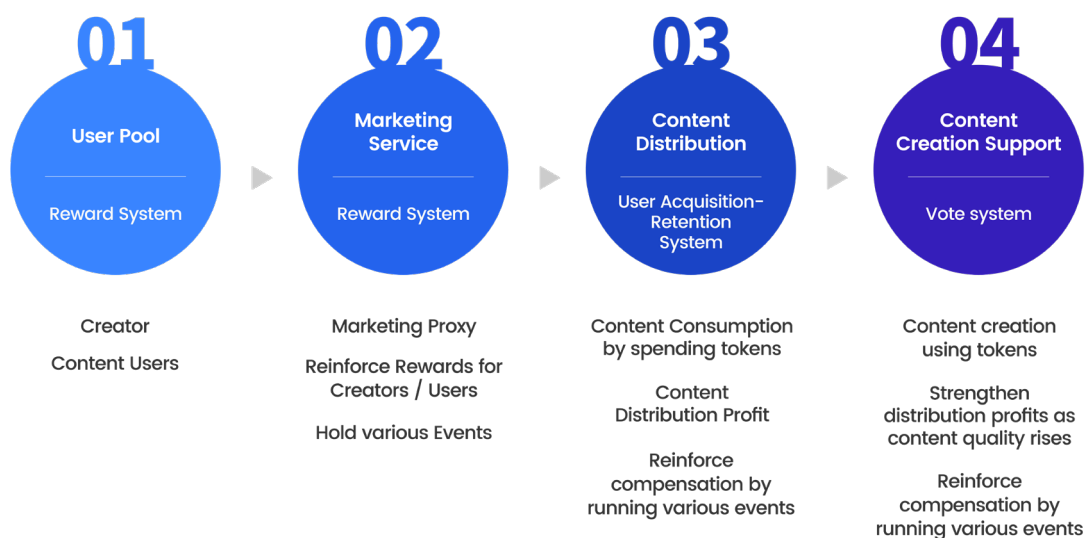 01
User Pool
Reward System
Creator
Content Users
02
Marketing
Service
Reward System
Marketing Proxy
Reinforce Rewards for
Creators / Users
Hold various Events
03
Content
Distribution
User Acquisition-
Retention
System
Content Consumption
by spending tokens
Content
Distribution Profit
Reinforce
compensation by
running various events
04
Content
Creation Support
Vote system
Content creation
using tokens
Strengthen
distribution profits as
content quality rises
Reinforce
compensation by
running various events